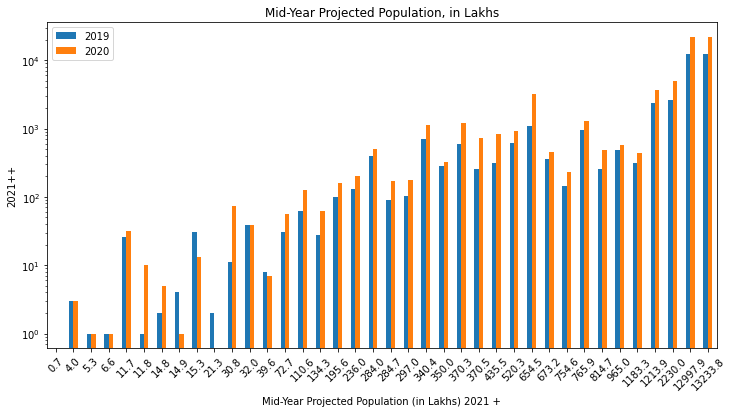 Mid-Year Projected Population, in Lakhs
2019
2020
2021++
10⁴
10³
10²
10¹
10⁰
0.7 4.0 5.3 6.6 11.7 11.8 14.8 14.9 15.3 21.3 30.8 32.0 39.6 72.7 110.6 134.3 195.6 236.0 284.0 284.7 297.0 340.4 350.0 370.3 370.5 435.5 520.3 654.5 673.2 754.6 765.9 814.7 965.0 1183.3 1213.9 2230.0 12997.9 13233.8
Mid-Year Projected Population (in Lakhs) 2021 +